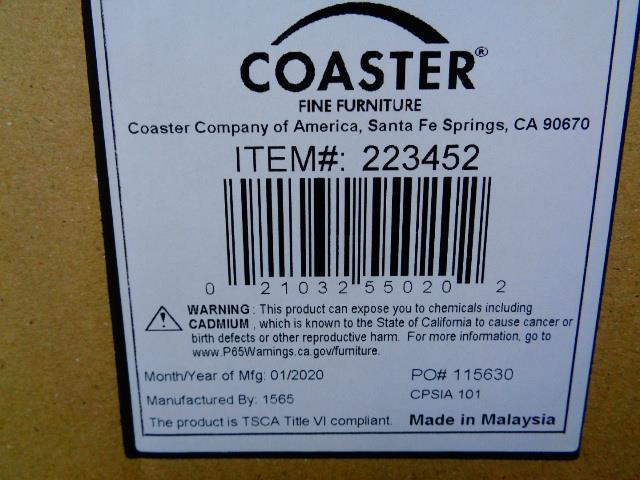 COASTER®
FINE FURNITURE
Coaster Company of America, Santa Fe Springs, CA 90670
ITEM#: 223452
0 21032 55020 2
WARNING: This product can expose you to chemicals including
CADMIUM, which is known to the State of California to cause cancer or
birth defects or other reproductive harm. For more information, go to
www.P65Warnings.ca.gov/furniture.
Month/Year of Mfg: 01/2020 PO# 115630
Manufactured By: 1565 CPSIA 101
The product is TSCA Title VI compliant. Made in Malaysia